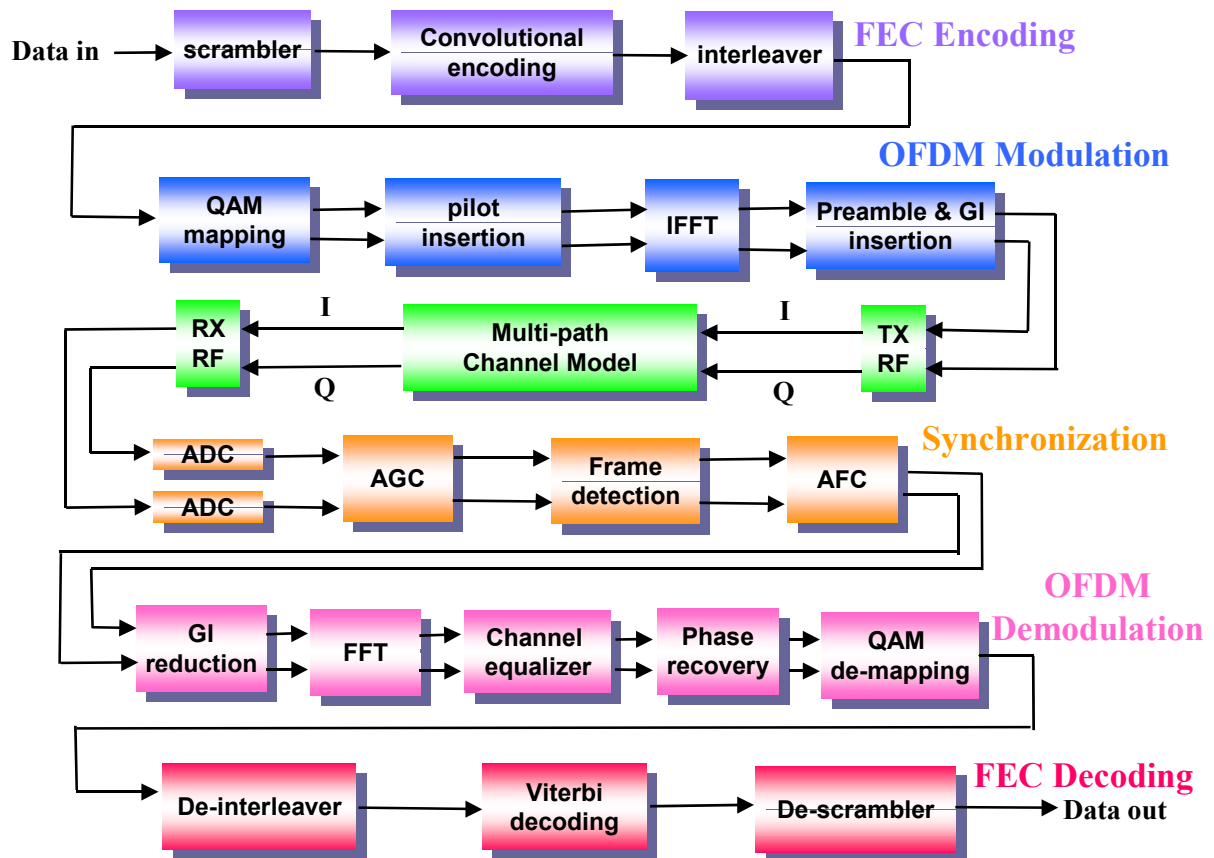 Data in
scrambler
Convolutional
encoding
interleaver
FEC Encoding
OFDM Modulation
QAM
mapping
pilot
insertion
IFFT
Preamble & GI
insertion
RX
RF
I
Q
Multi-path
Channel Model
I
Q
TX
RF
Synchronization
ADC
ADC
AGC
Frame
detection
AFC
OFDM
Demodulation
GI
reduction
FFT
Channel
equalizer
Phase
recovery
QAM
de-mapping
FEC Decoding
De-interleaver
Viterbi
decoding
De-scrambler
Data out